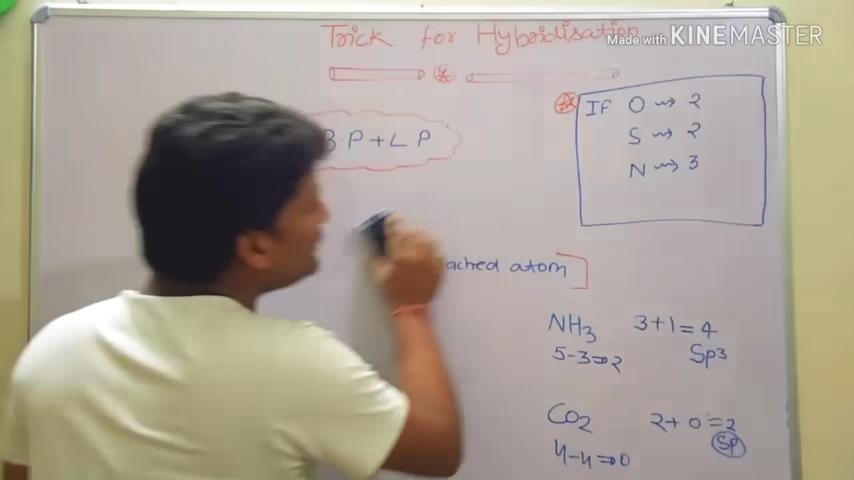 Trick for Hybridisation
Made with KINEMASTER
B.P + L P
If O ⇝ 2
S ⇝ 2
N ⇝ 3
ached atom
NH3 3+1=4
5-3⇒2 Sp3
CO2 2+0=2
4-4⇒0 Sp